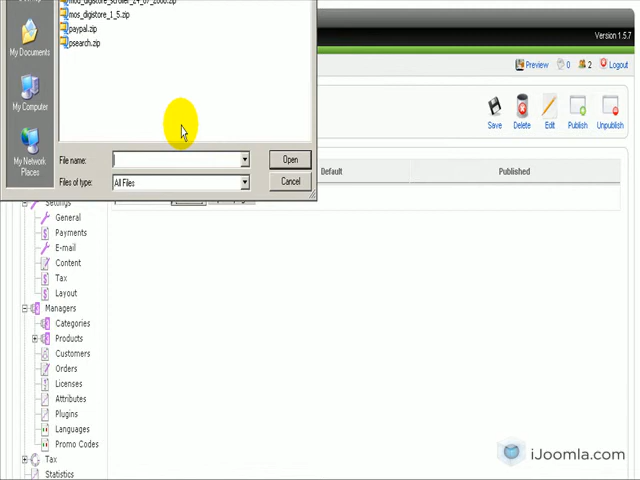 mod_digistore_scroller_24_07_2008.zip
mos_digistore_1_5.zip
paypal.zip
psearch.zip
My Documents
My Computer
My Network
Places
File name:
Open
Files of type:
All Files
Cancel
Version 1.5.7
Preview
0
2
Logout
Save
Delete
Edit
Publish
Unpublish
Default
Published
Settings
General
Payments
E-mail
Content
Tax
Layout
Managers
Categories
Products
Customers
Orders
Licenses
Attributes
Plugins
Languages
Promo Codes
Tax
Statistics
iJoomla.com